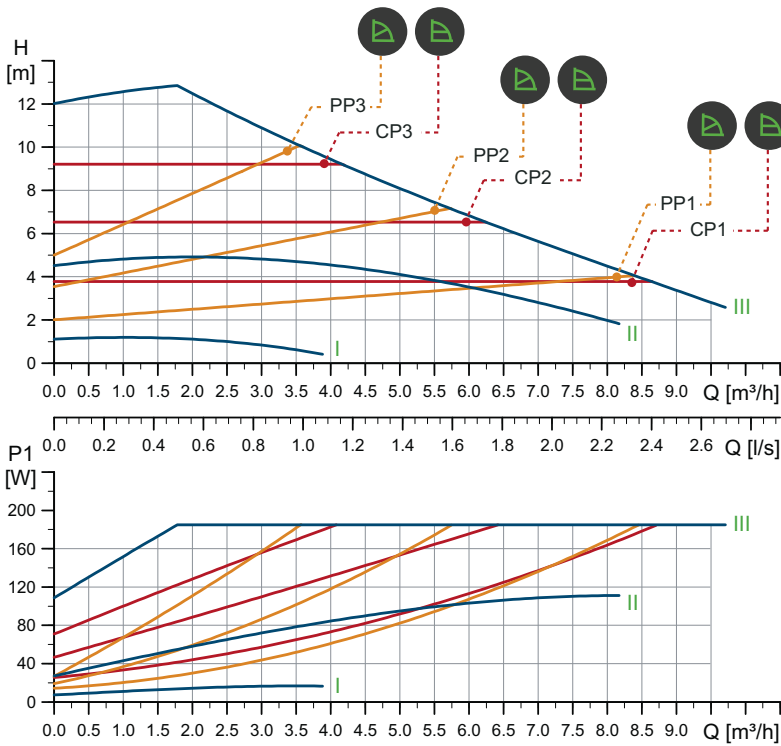 H
[m]
12
10
8
6
4
2
0
PP3
CP3
PP2
CP2
PP1
CP1
III
II
I
0.0 0.5 1.0 1.5 2.0 2.5 3.0 3.5 4.0 4.5 5.0 5.5 6.0 6.5 7.0 7.5 8.0 8.5 9.0 Q [m³/h]
0.0 0.2 0.4 0.6 0.8 1.0 1.2 1.4 1.6 1.8 2.0 2.2 2.4 2.6 Q [l/s]
P1
[W]
200
160
120
80
40
0
III
II
I
0.0 0.5 1.0 1.5 2.0 2.5 3.0 3.5 4.0 4.5 5.0 5.5 6.0 6.5 7.0 7.5 8.0 8.5 9.0 Q [m³/h]